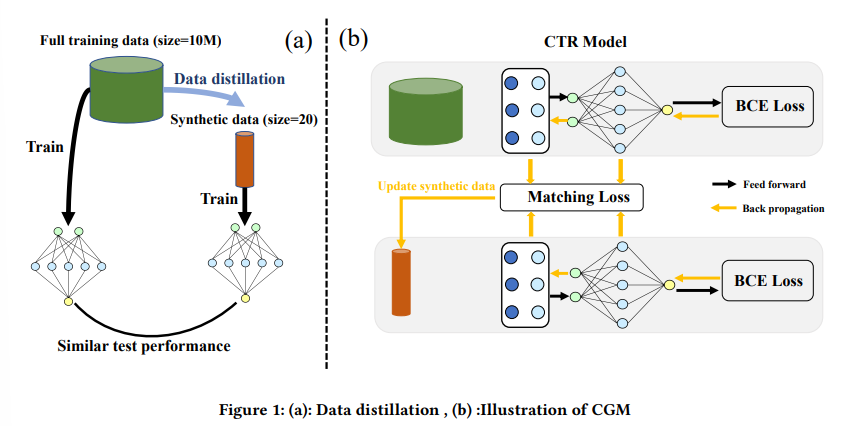 Full training data (size=10M)
(a)
Data distillation
Synthetic data (size=20)
Train
Train
Similar test performance
(b)
CTR Model
BCE Loss
Update synthetic data
Matching Loss
Feed forward
Back propagation
BCE Loss
Figure 1: (a): Data distillation , (b) :Illustration of CGM